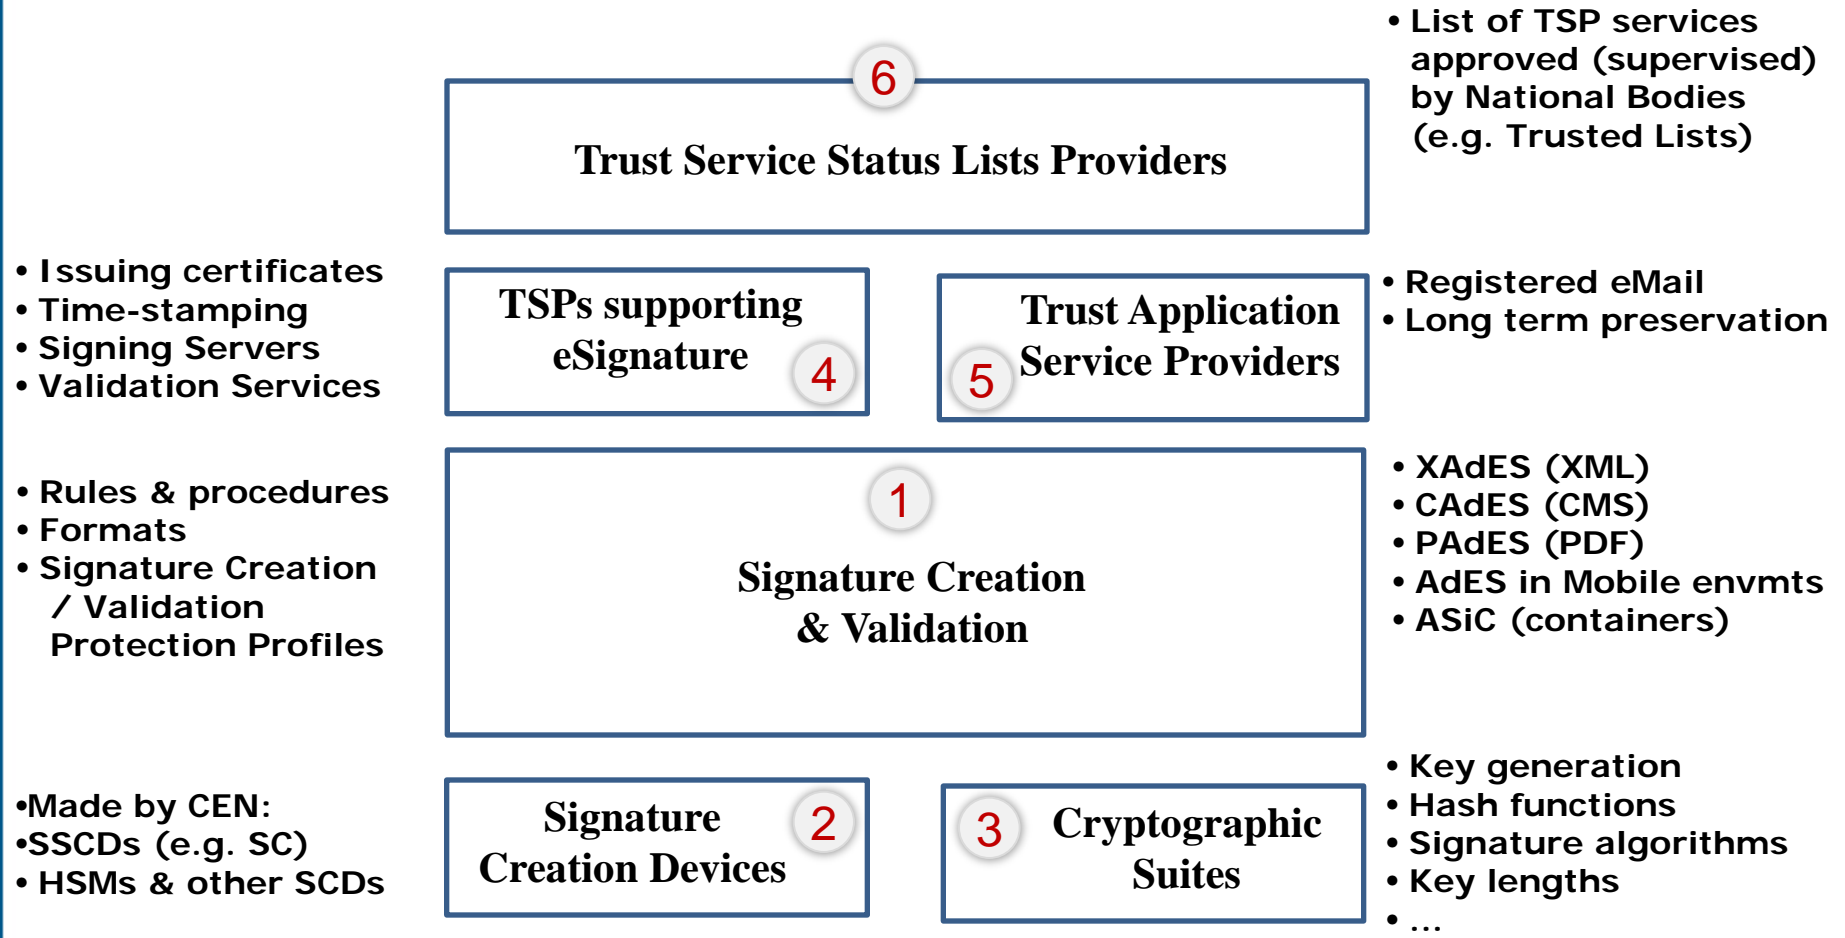 • List of TSP services
approved (supervised)
by National Bodies
(e.g. Trusted Lists)
6
Trust Service Status Lists Providers
• Issuing certificates
• Time-stamping
• Signing Servers
• Validation Services
TSPs supporting
eSignature
4
Trust Application
Service Providers
5
• Registered eMail
• Long term preservation
• Rules & procedures
• Formats
• Signature Creation
/ Validation
Protection Profiles
1
Signature Creation
& Validation
• XAdES (XML)
• CAdES (CMS)
• PAdES (PDF)
• AdES in Mobile envmts
• ASiC (containers)
•Made by CEN:
•SSCDs (e.g. SC)
• HSMs & other SCDs
Signature
Creation Devices
2
3
Cryptographic
Suites
• Key generation
• Hash functions
• Signature algorithms
• Key lengths
• ...